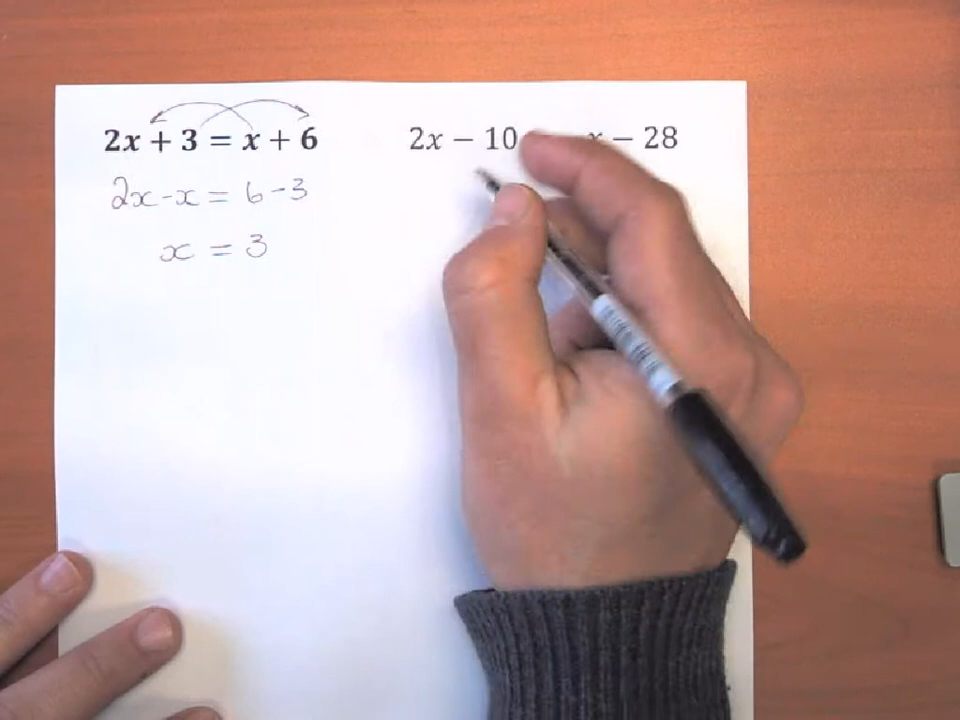 2x + 3 = x + 6
2x - x = 6 - 3
x = 3
2x − 10 x − 28